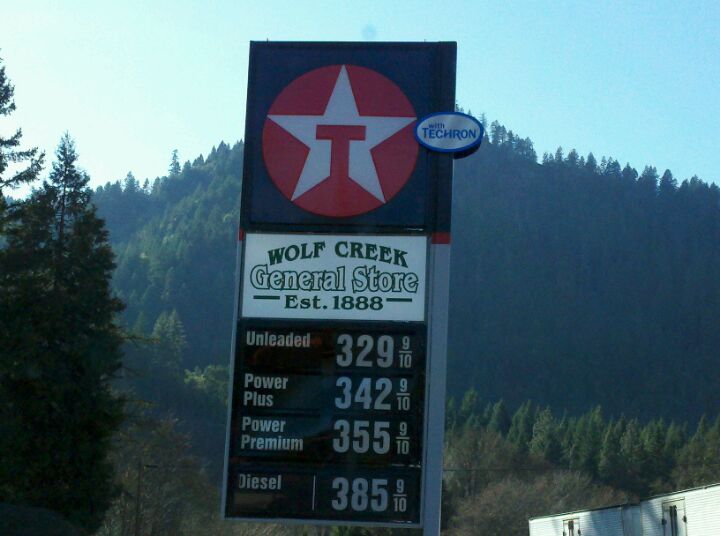 T
with
TECHRON
WOLF CREEK
General Store
Est. 1888
Unleaded 329 9/10
Power Plus 342 9/10
Power Premium 355 9/10
Diesel 385 9/10